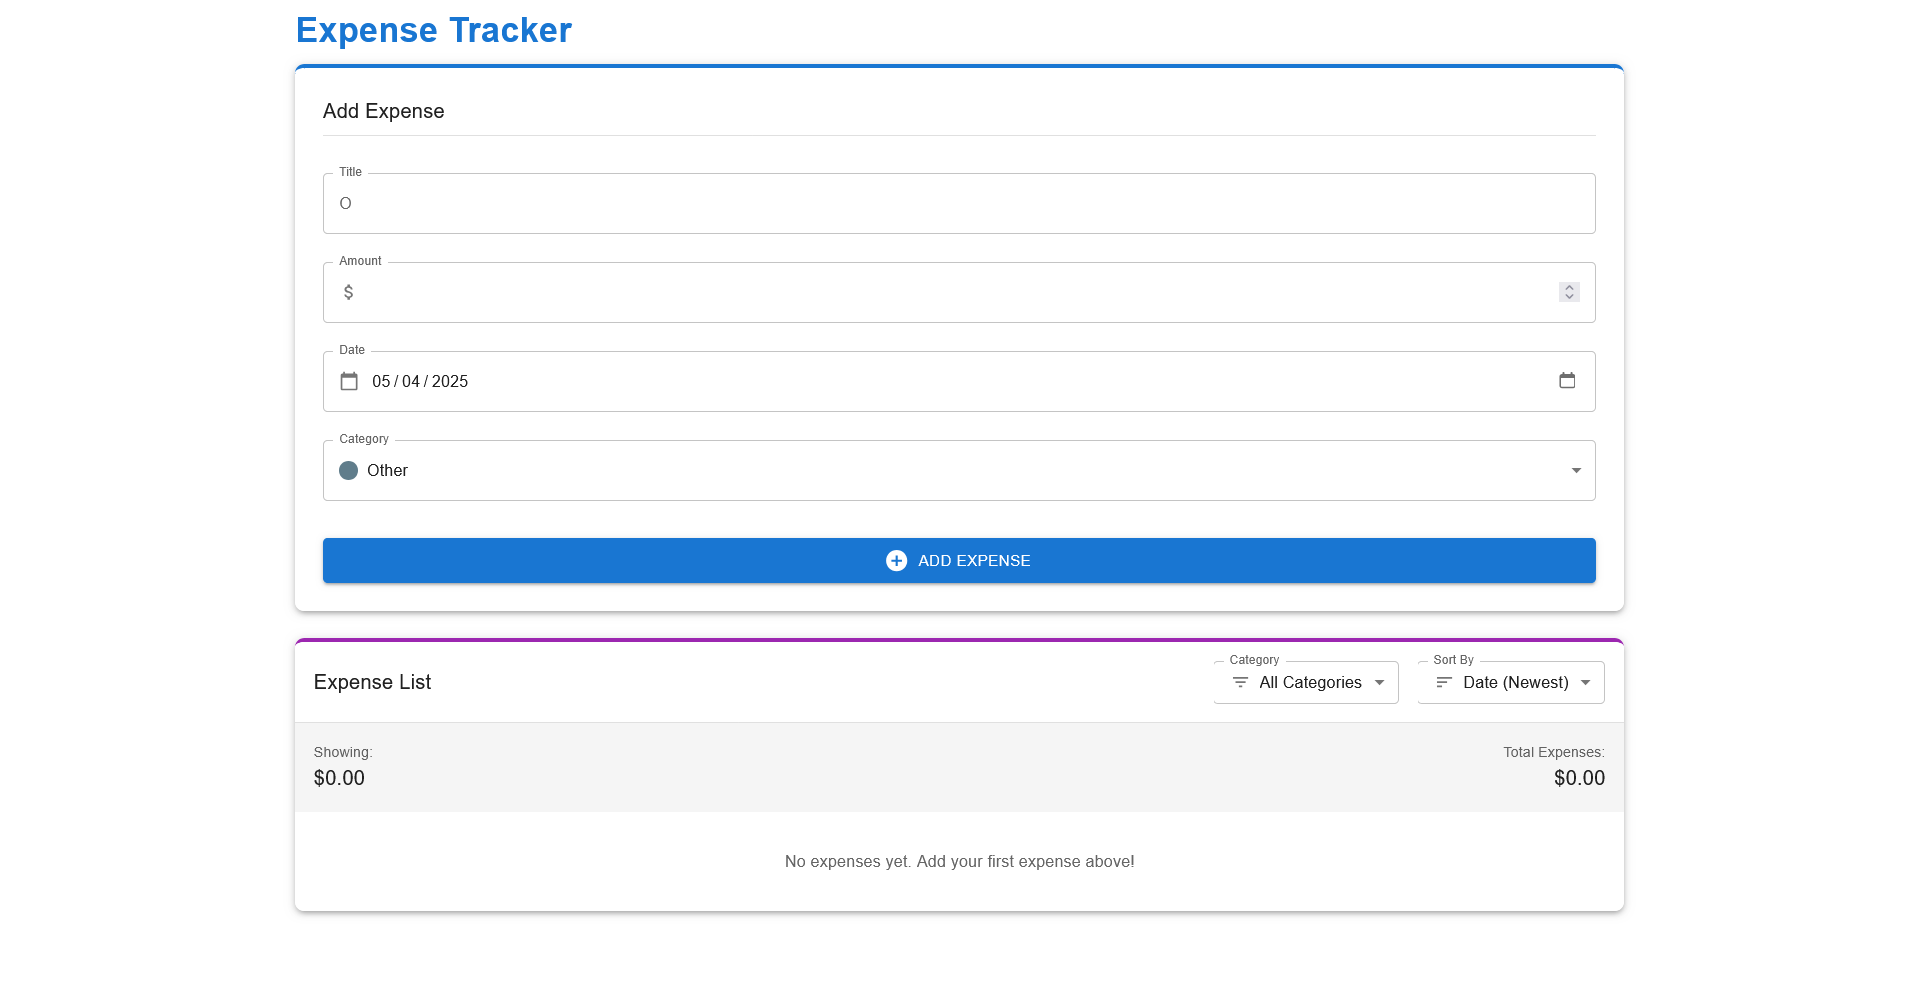 Expense Tracker
Add Expense
Title
O
Amount
$
Date
05 / 04 / 2025
Category
Other
ADD EXPENSE
Expense List
Category
All Categories
Sort By
Date (Newest)
Showing:
Total Expenses:
$0.00
$0.00
No expenses yet. Add your first expense above!